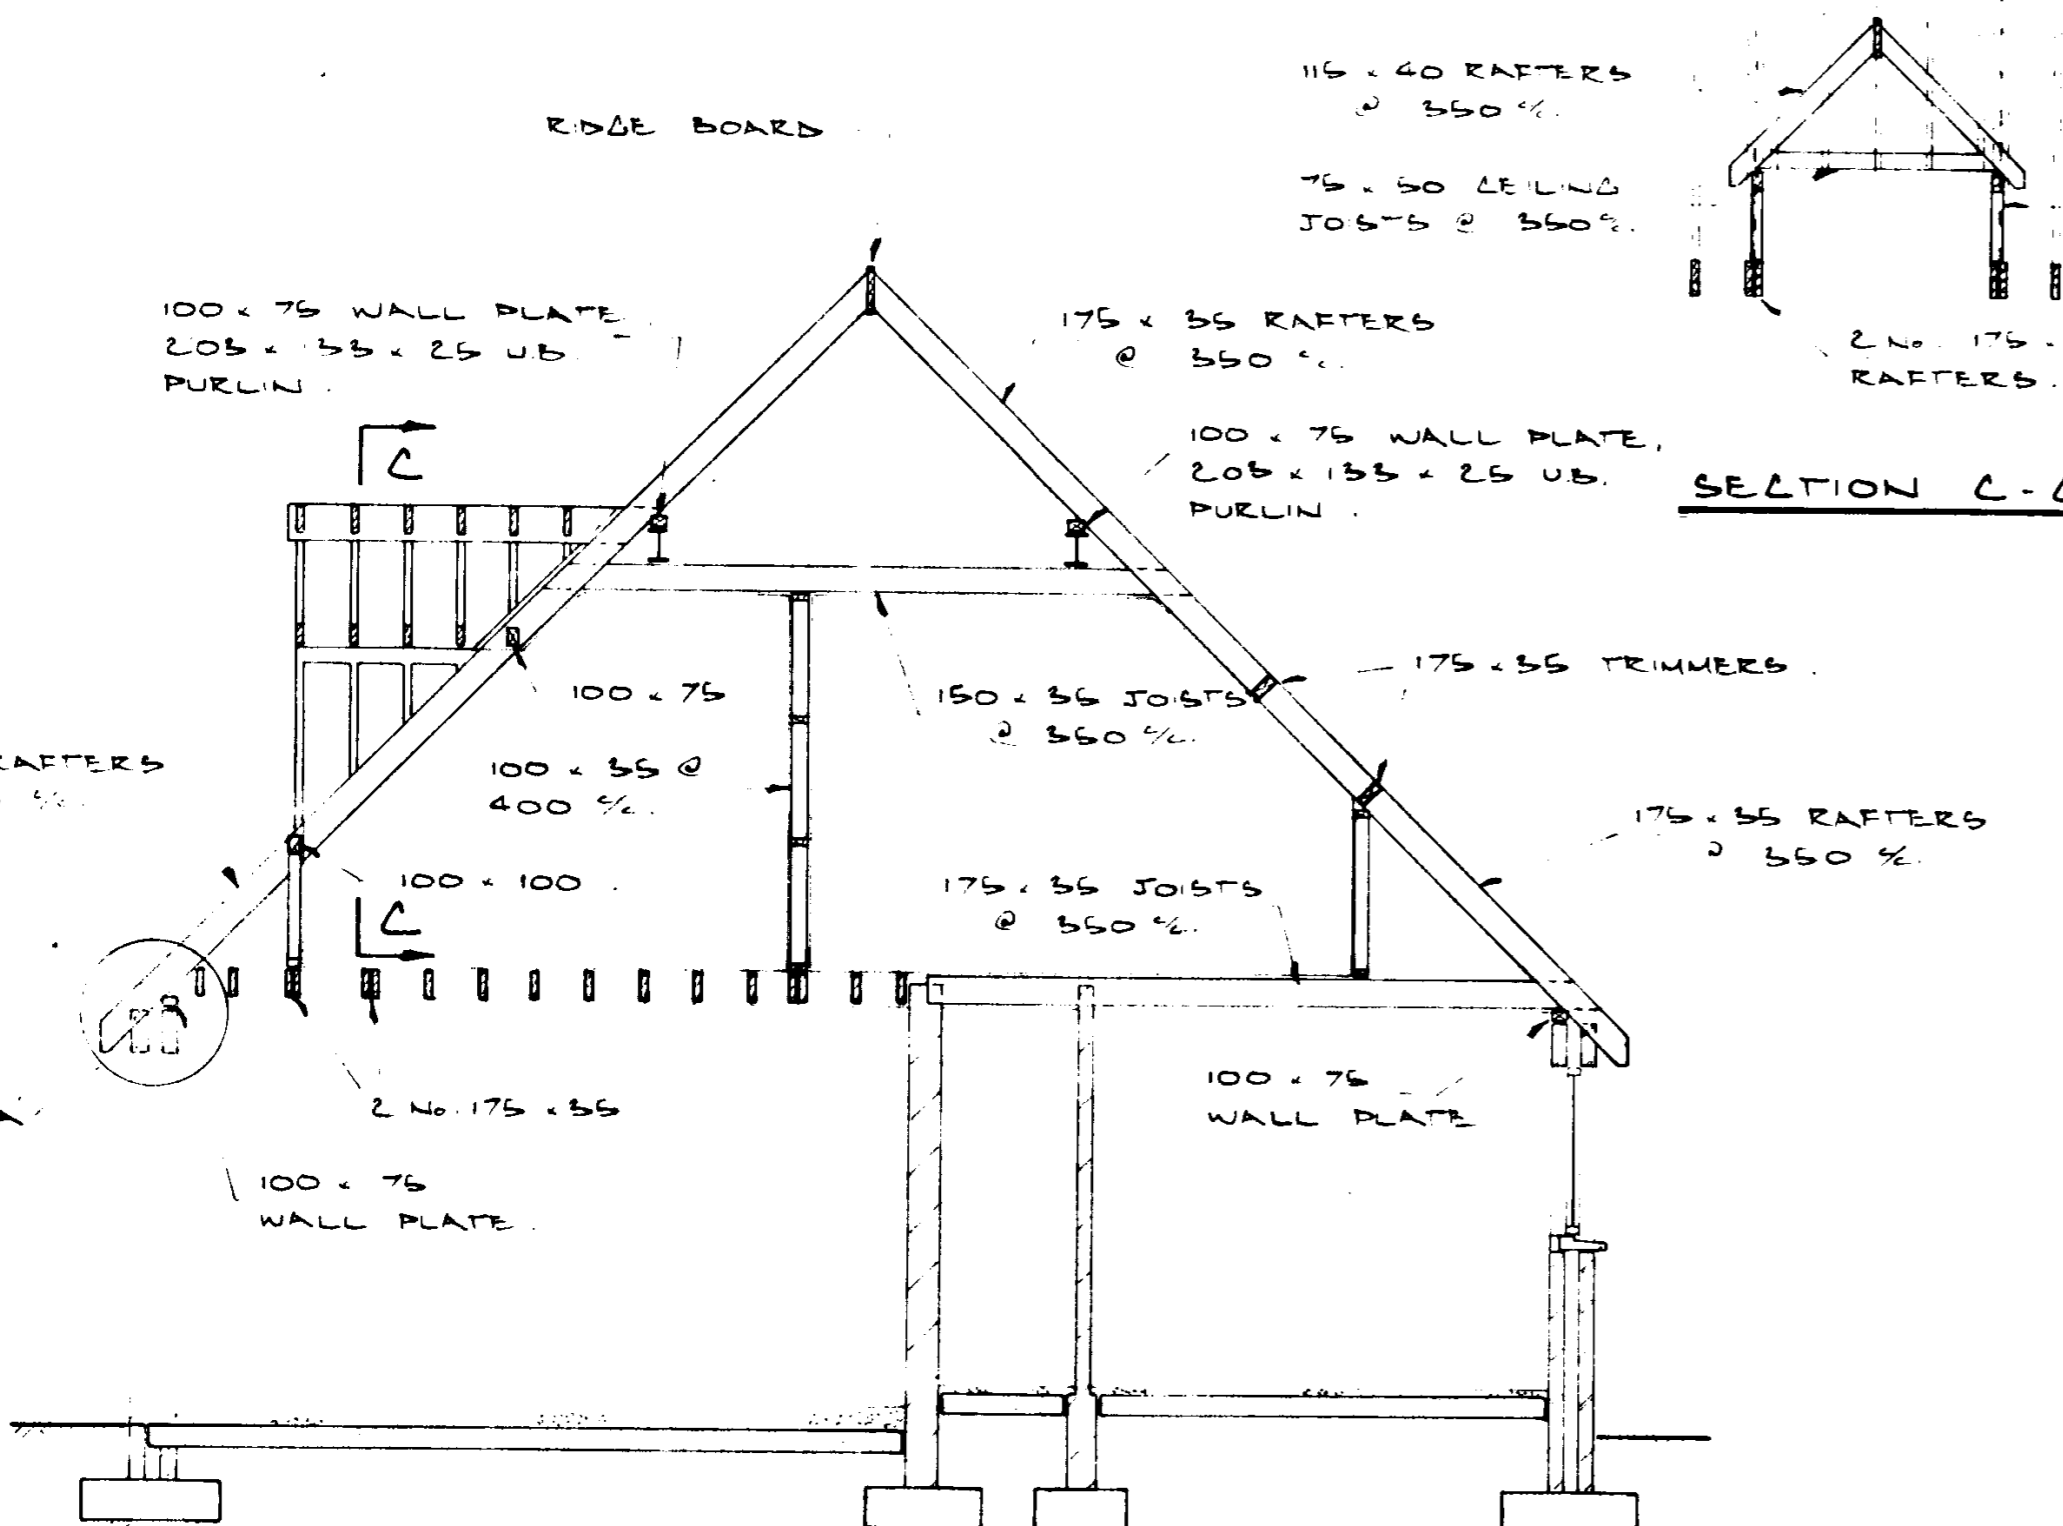 115 x 40 RAFTERS
@ 350 c/c.
RIDGE BOARD
75 x 50 CEILING
JOISTS @ 350 c/c.
100 x 75 WALL PLATE
203 x 133 x 25 U.B.
PURLIN .
175 x 35 RAFTERS
@ 350 c/c.
2 No. 175 x
RAFTERS.
C
100 x 75 WALL PLATE,
203 x 133 x 25 U.B.
PURLIN .
SECTION C-C
175 x 35 TRIMMERS .
100 x 75
150 x 35 JOISTS
@ 350 c/c.
RAFTERS
c/c.
100 x 35 @
400 c/c.
175 x 35 RAFTERS
@ 350 c/c.
100 x 100 .
175 x 35 JOISTS
@ 350 c/c.
C
2 No. 175 x 35
100 x 75
WALL PLATE
100 x 75
WALL PLATE .